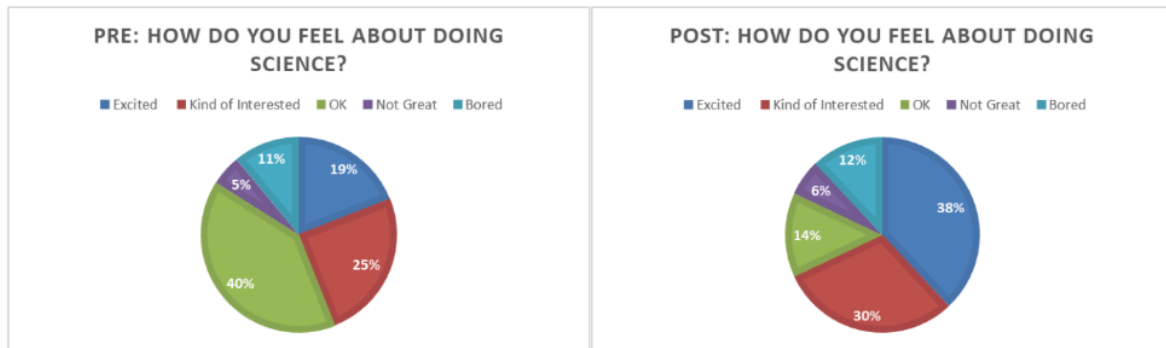 PRE: HOW DO YOU FEEL ABOUT DOING
SCIENCE?
Excited Kind of Interested OK Not Great Bored
11%
19%
5%
25%
40%
POST: HOW DO YOU FEEL ABOUT DOING
SCIENCE?
Excited Kind of Interested OK Not Great Bored
12%
6%
38%
14%
30%